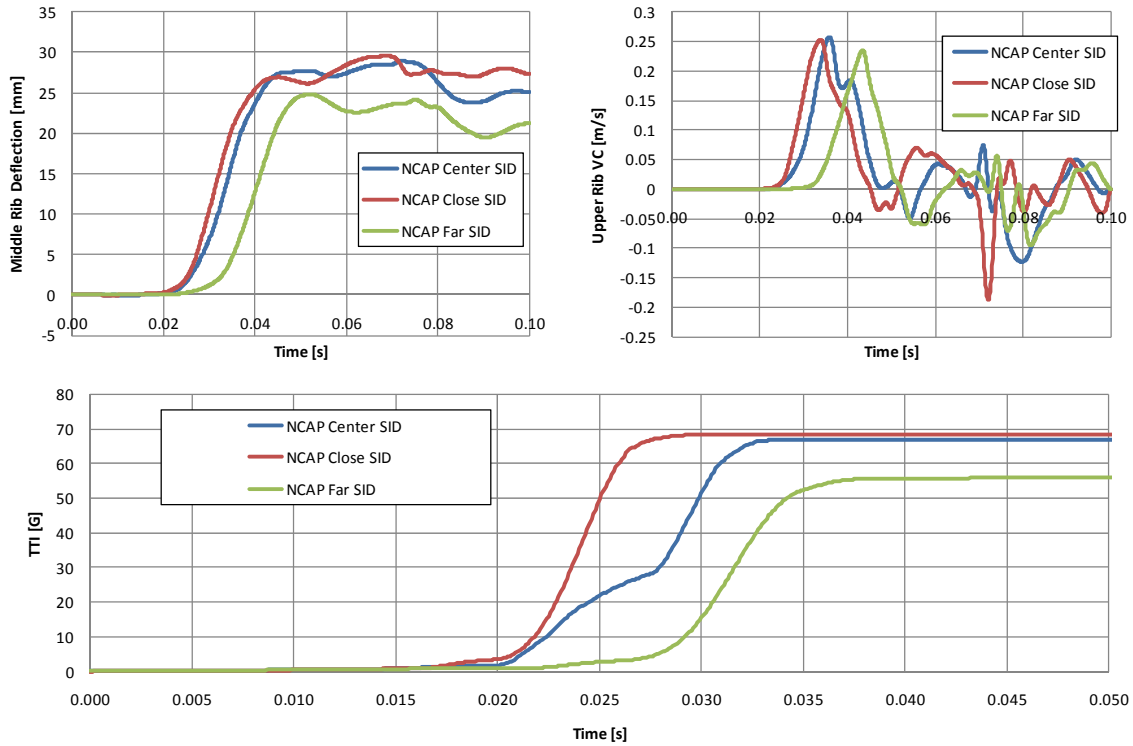 Middle Rib Deflection [mm]
35
30
25
20
15
10
5
0
-5
0.00 0.02 0.04 0.06 0.08 0.10
Time [s]
NCAP Center SID
NCAP Close SID
NCAP Far SID
Upper Rib VC [m/s]
0.3
0.25
0.2
0.15
0.1
0.05
0
-0.05
-0.1
-0.15
-0.2
-0.25
0.00 0.02 0.04 0.06 0.08 0.10
Time [s]
NCAP Center SID
NCAP Close SID
NCAP Far SID
TTI [G]
80
70
60
50
40
30
20
10
0
0.000 0.005 0.010 0.015 0.020 0.025 0.030 0.035 0.040 0.045 0.050
Time [s]
NCAP Center SID
NCAP Close SID
NCAP Far SID